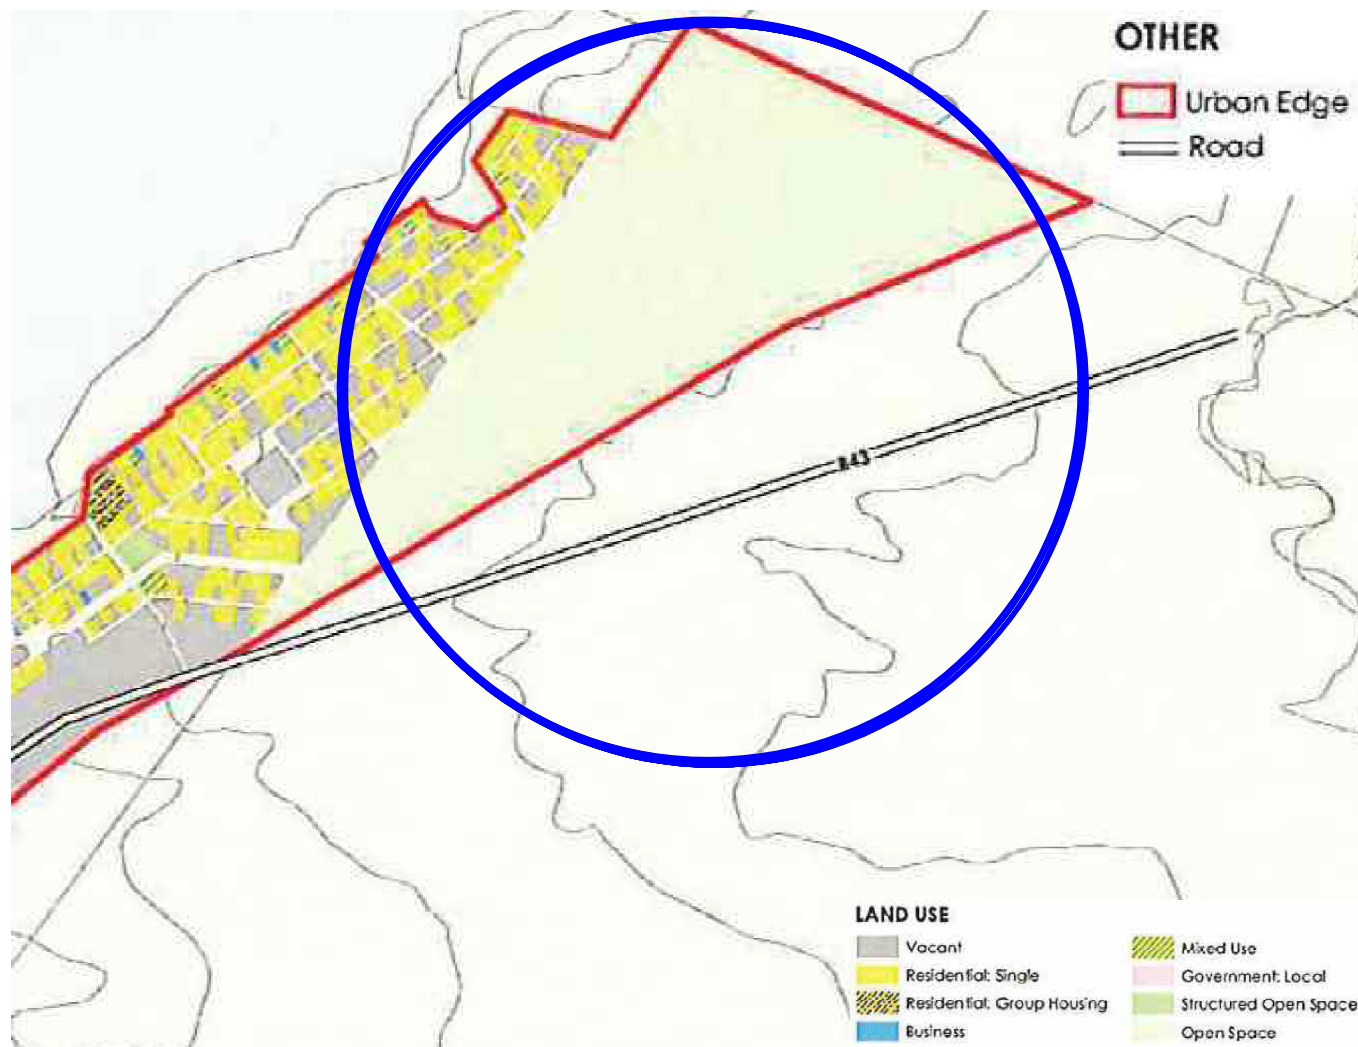 OTHER
Urban Edge
Road
R43
LAND USE
Vacant
Residential: Single
Residential: Group Housing
Business
Mixed Use
Government: Local
Structured Open Space
Open Space